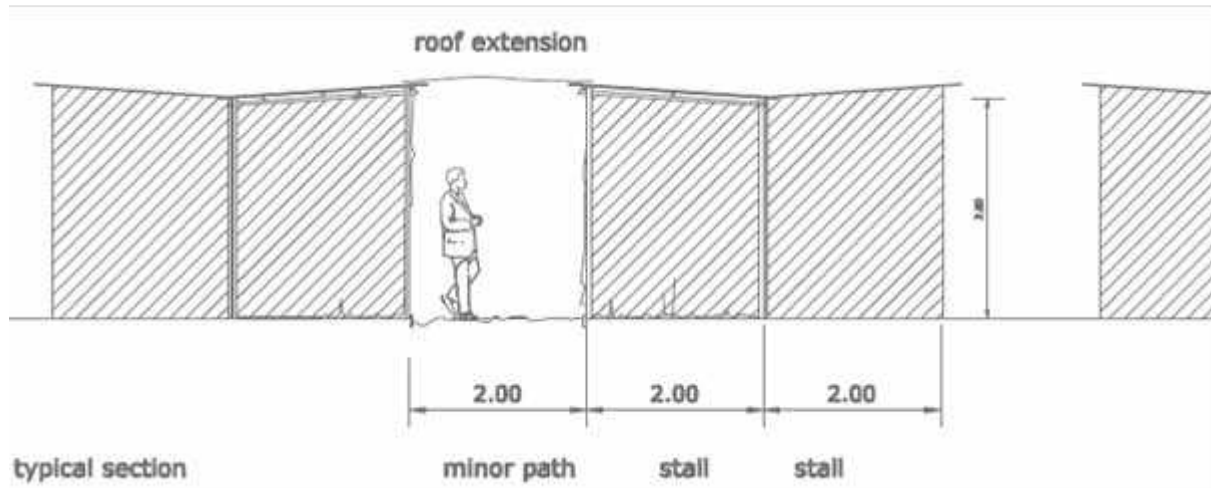 roof extension
2.00 2.00 2.00
typical section minor path stall stall